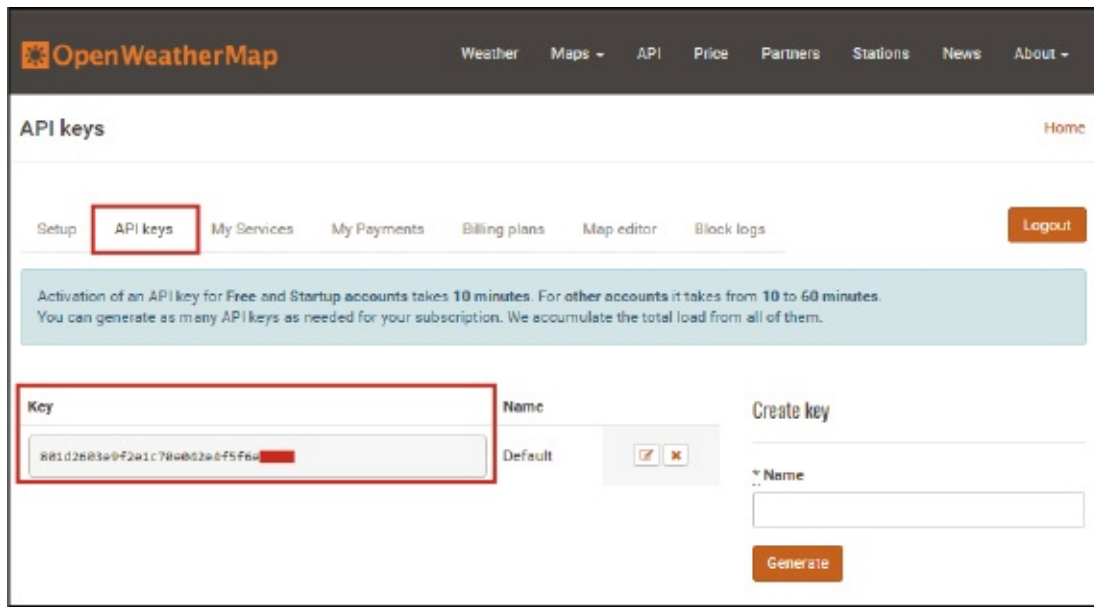 OpenWeatherMap
Weather Maps API Price Partners Stations News About
API keys
Home
Setup API keys My Services My Payments Billing plans Map editor Block logs
Logout
Activation of an API key for Free and Startup accounts takes 10 minutes. For other accounts it takes from 10 to 60 minutes.
You can generate as many API keys as needed for your subscription. We accumulate the total load from all of them.
Key
Name
Default
Create key
* Name
Generate